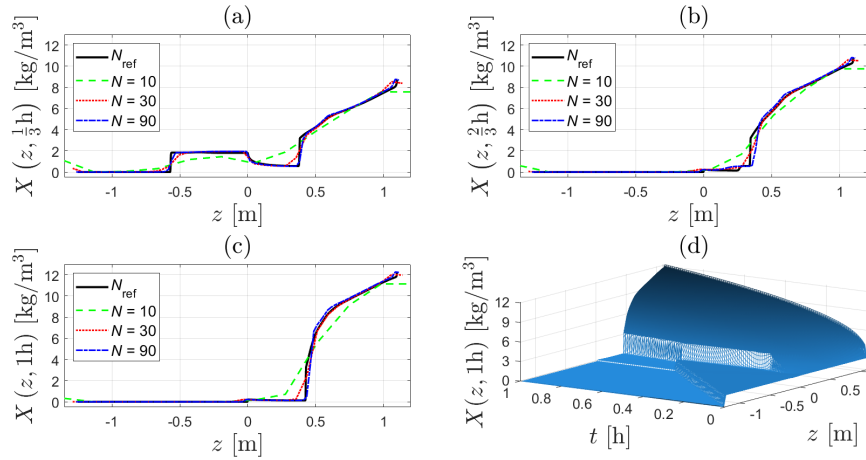 (a)
X (z, 1/3 h) [kg/m³]
12
10
8
6
4
2
0
N_ref
N = 10
N = 30
N = 90
-1 -0.5 0 0.5 1
z [m]
(b)
X (z, 2/3 h) [kg/m³]
12
10
8
6
4
2
0
N_ref
N = 10
N = 30
N = 90
-1 -0.5 0 0.5 1
z [m]
(c)
X (z, 1h) [kg/m³]
12
10
8
6
4
2
0
N_ref
N = 10
N = 30
N = 90
-1 -0.5 0 0.5 1
z [m]
(d)
X(z, 1h) [kg/m³]
12
9
6
3
0
1 0.8 0.6 0.4 0.2 0
t [h]
-1 -0.5 0 0.5 1
z [m]